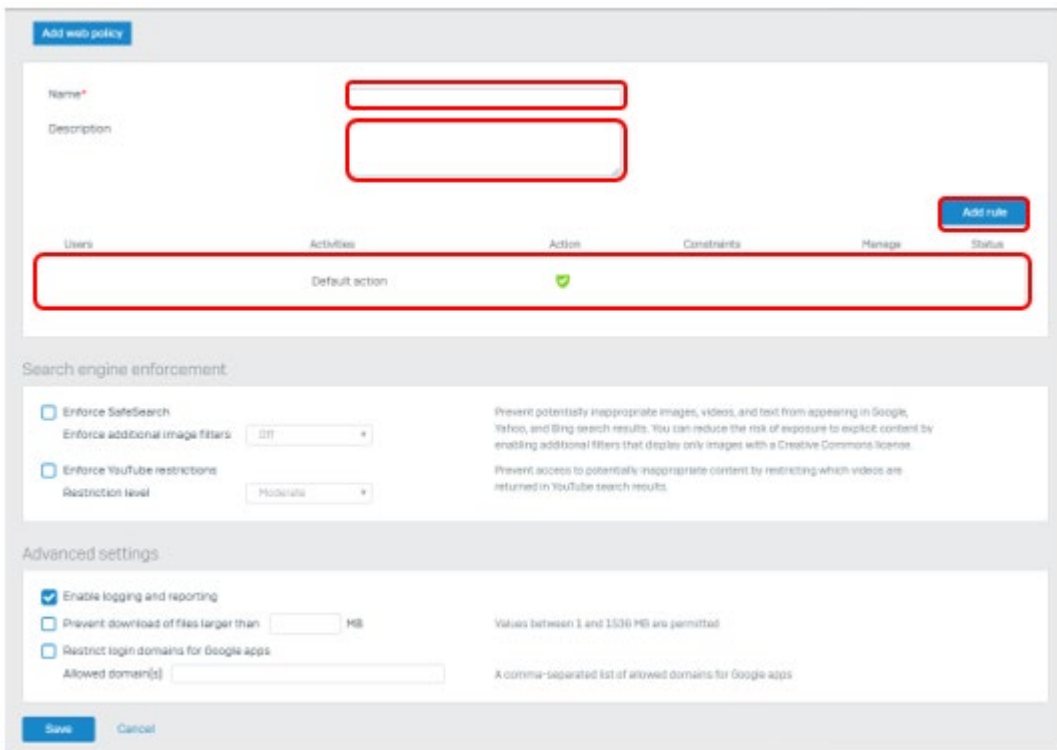 Add web policy
Name*
Description
Add rule
Users Activities Action Constraints Manage Status
Default action
Search engine enforcement
Enforce SafeSearch
Enforce additional image filters Off
Prevent potentially inappropriate images, videos, and text from appearing in Google,
Yahoo, and Bing search results. You can reduce the risk of exposure to explicit content by
enabling additional filters that display only images with a Creative Commons license.
Enforce YouTube restrictions
Restriction level Moderate
Prevent access to potentially inappropriate content by restricting which videos are
returned in YouTube search results.
Advanced settings
Enable logging and reporting
Prevent download of files larger than MB
Values between 1 and 1536 MB are permitted
Restrict login domains for Google apps
Allowed domain(s)
A comma-separated list of allowed domains for Google apps
Save Cancel